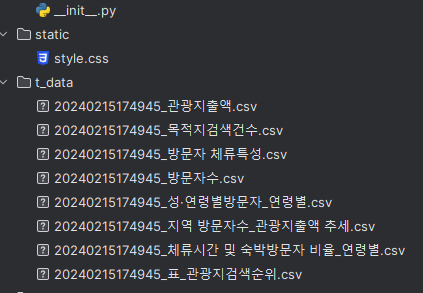 __init__.py
static
style.css
t_data
20240215174945_관광지출액.csv
20240215174945_목적지검색건수.csv
20240215174945_방문자 체류특성.csv
20240215174945_방문자수.csv
20240215174945_성·연령별방문자_연령별.csv
20240215174945_지역 방문자수_관광지출액 추세.csv
20240215174945_체류시간 및 숙박방문자 비율_연령별.csv
20240215174945_표_관광지검색순위.csv